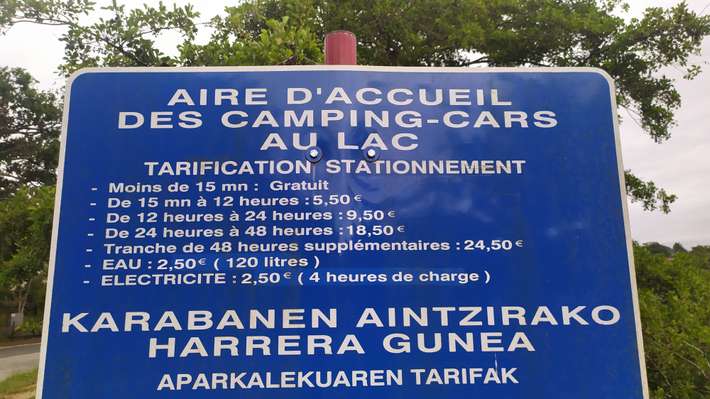 AIRE D'ACCUEIL
DES CAMPING-CARS
AU LAC
TARIFICATION STATIONNEMENT
- Moins de 15 mn : Gratuit
- De 15 mn à 12 heures : 5,50 €
- De 12 heures à 24 heures : 9,50 €
- De 24 heures à 48 heures : 18,50 €
- Tranche de 48 heures supplémentaires : 24,50 €
- EAU : 2,50 € ( 120 litres )
- ELECTRICITE : 2,50 € ( 4 heures de charge )
KARABANEN AINTZIRAKO
HARRERA GUNEA
APARKALEKUAREN TARIFAK